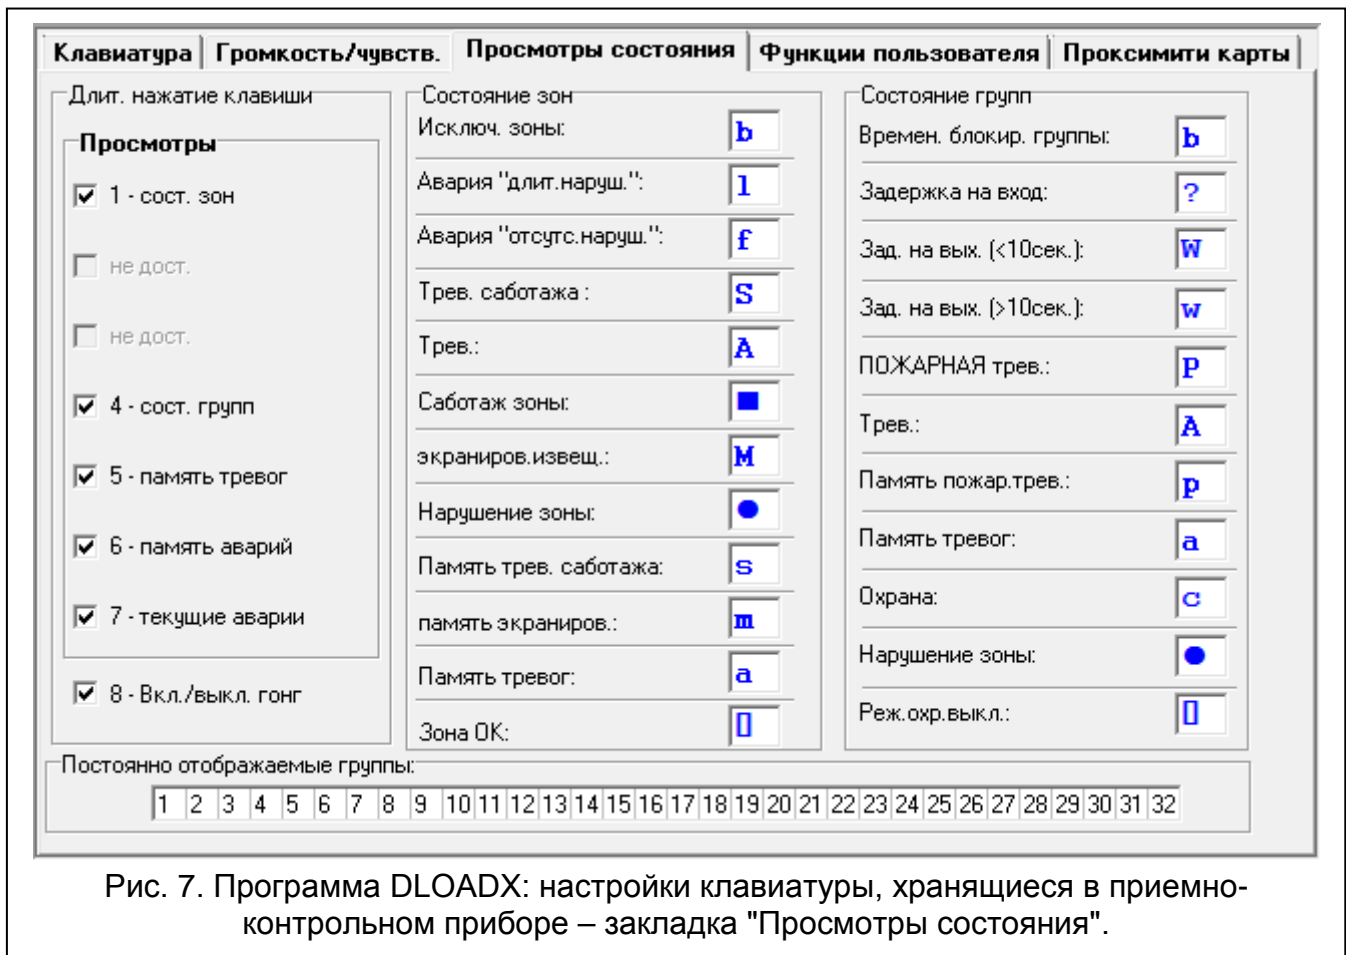 Клавиатура Громкость/чувств. Просмотры состояния Функции пользователя Проксимити карты
Длит. нажатие клавиши
Просмотры
1 - сост. зон
не дост.
не дост.
4 - сост. групп
5 - память тревог
6 - память аварий
7 - текущие аварии
8 - Вкл./выкл. гонг
Состояние зон
Исключ. зоны: b
Авария "длит.наруш.": l
Авария "отсутс.наруш.": f
Трев. саботажа : S
Трев.: A
Саботаж зоны: ■
экраниров.извещ.: M
Нарушение зоны: ●
Память трев. саботажа: s
память экраниров.: m
Память тревог: a
Зона OK: []
Состояние групп
Времен. блокир. группы: b
Задержка на вход: ?
Зад. на вых. (<10сек.): W
Зад. на вых. (>10сек.): w
ПОЖАРНАЯ трев.: P
Трев.: A
Память пожар.трев.: p
Память тревог: a
Охрана: c
Нарушение зоны: ●
Реж.охр.выкл.: []
Постоянно отображаемые группы:
1 2 3 4 5 6 7 8 9 10 11 12 13 14 15 16 17 18 19 20 21 22 23 24 25 26 27 28 29 30 31 32
Рис. 7. Программа DLOADX: настройки клавиатуры, хранящиеся в приемно-
контрольном приборе – закладка "Просмотры состояния".